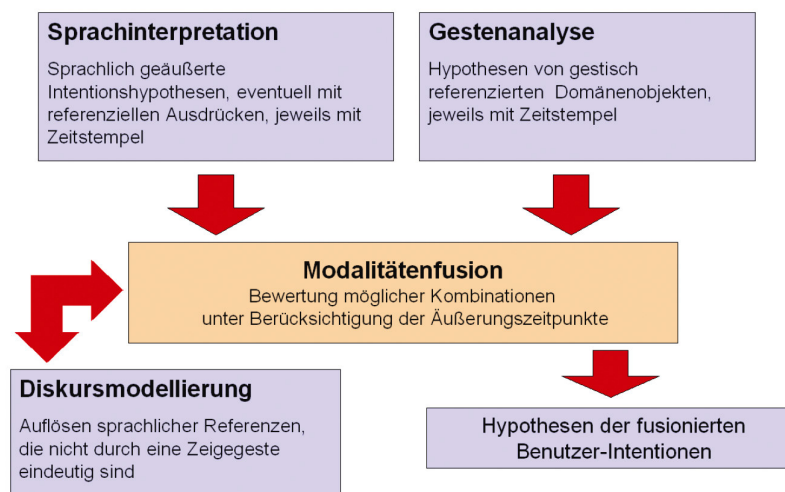 Sprachinterpretation
Sprachlich geäußerte
Intentionshypothesen, eventuell mit
referenziellen Ausdrücken, jeweils mit
Zeitstempel
Gestenanalyse
Hypothesen von gestisch
referenzierten Domänenobjekten,
jeweils mit Zeitstempel
Modalitätenfusion
Bewertung möglicher Kombinationen
unter Berücksichtigung der Äußerungszeitpunkte
Diskursmodellierung
Auflösen sprachlicher Referenzen,
die nicht durch eine Zeigegeste
eindeutig sind
Hypothesen der fusionierten
Benutzer-Intentionen